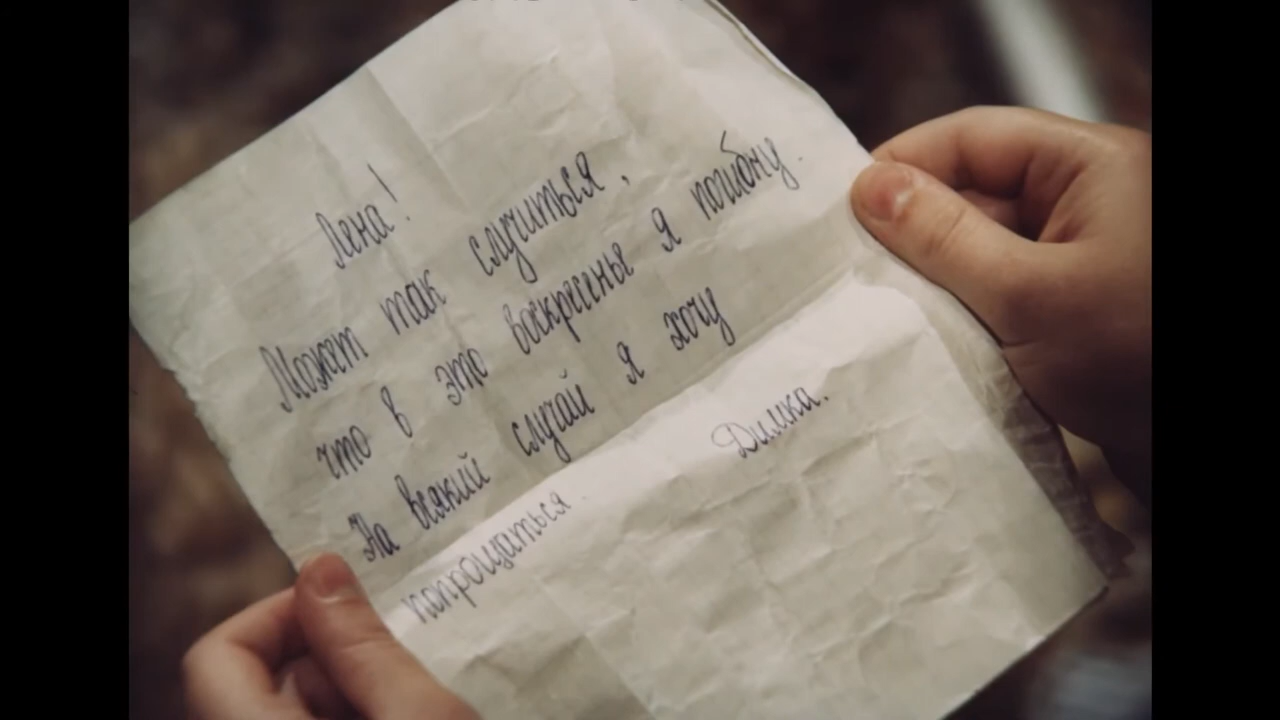 Лена!
Может так случиться,
что в это воскресенье я погибну.
На всякий случай я хочу
попрощаться.
Димка.